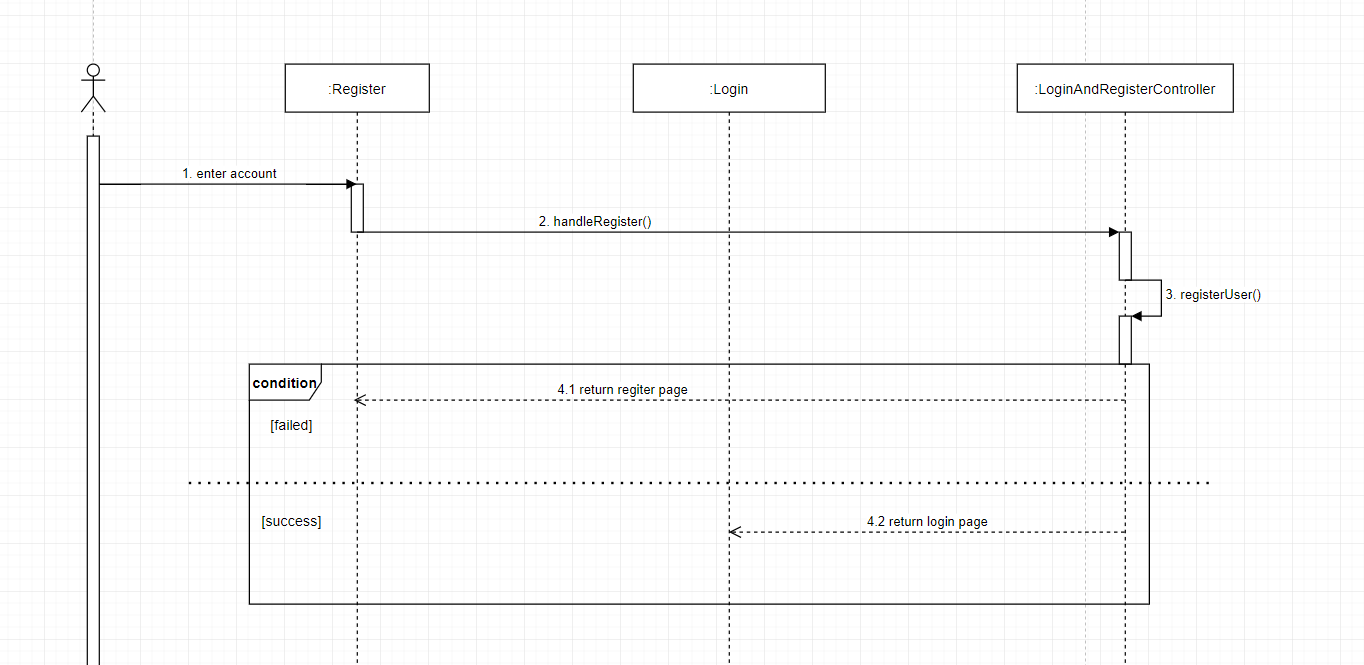 :Register
:Login
:LoginAndRegisterController
1. enter account
2. handleRegister()
3. registerUser()
condition
4.1 return regiter page
[failed]
[success]
4.2 return login page